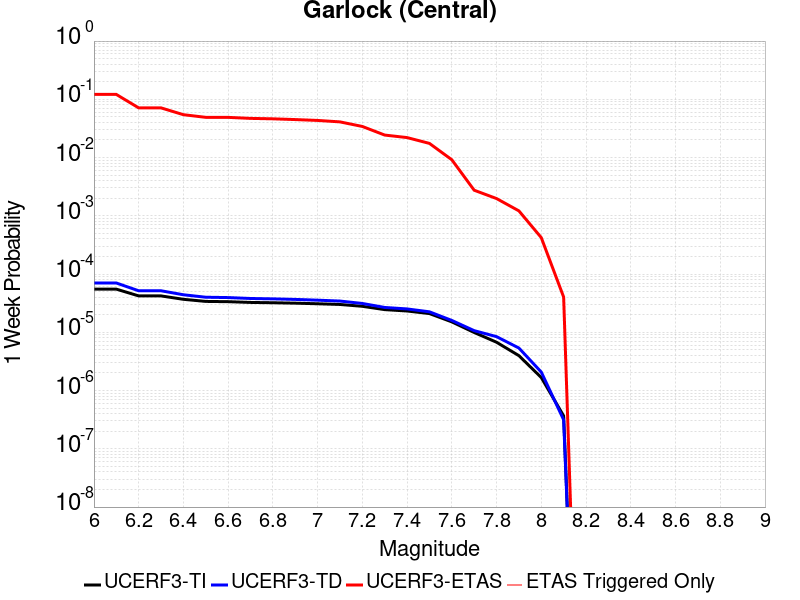 Garlock (Central)
1 Week Probability
10^0
10^-1
10^-2
10^-3
10^-4
10^-5
10^-6
10^-7
10^-8
6 6.2 6.4 6.6 6.8 7 7.2 7.4 7.6 7.8 8 8.2 8.4 8.6 8.8 9
Magnitude
UCERF3-TI UCERF3-TD UCERF3-ETAS ETAS Triggered Only